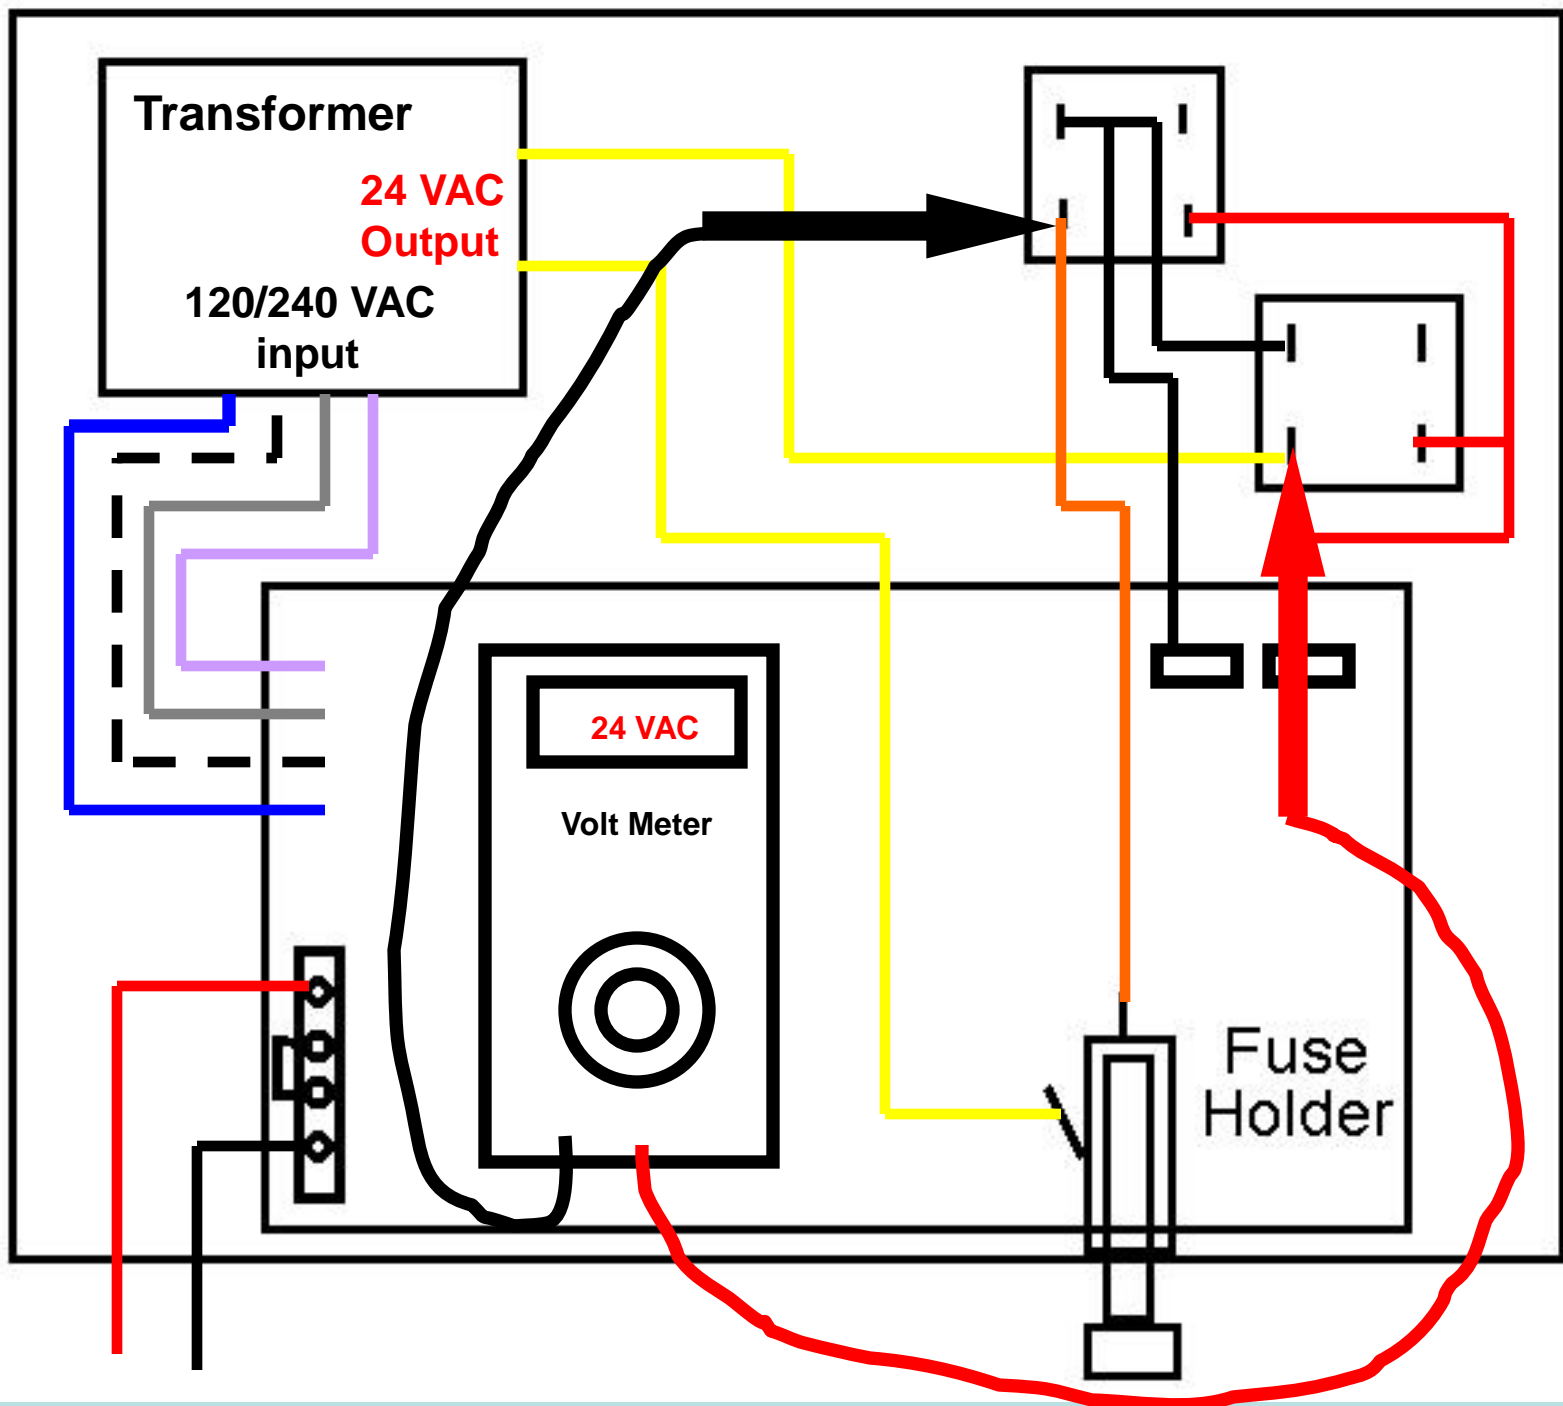 Transformer
24 VAC
Output
120/240 VAC
input
24 VAC
Volt Meter
Fuse
Holder